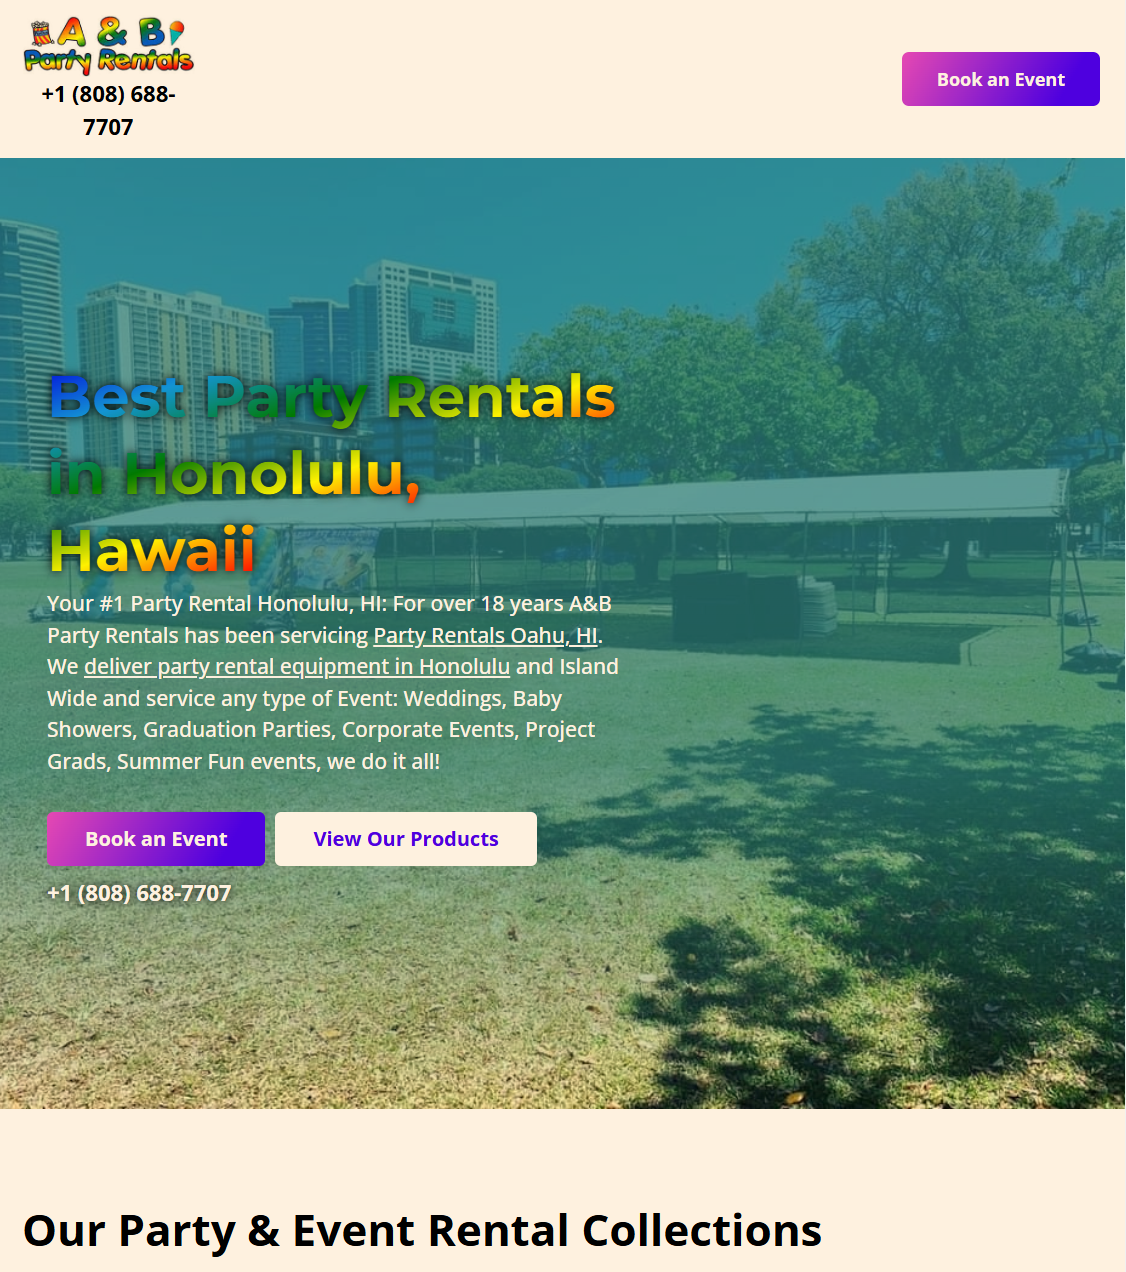 A & B
Party Rentals
+1 (808) 688-
7707
Book an Event
Best Party Rentals
in Honolulu,
Hawaii
Your #1 Party Rental Honolulu, HI: For over 18 years A&B
Party Rentals has been servicing Party Rentals Oahu, HI.
We deliver party rental equipment in Honolulu and Island
Wide and service any type of Event: Weddings, Baby
Showers, Graduation Parties, Corporate Events, Project
Grads, Summer Fun events, we do it all!
Book an Event
View Our Products
+1 (808) 688-7707
Our Party & Event Rental Collections